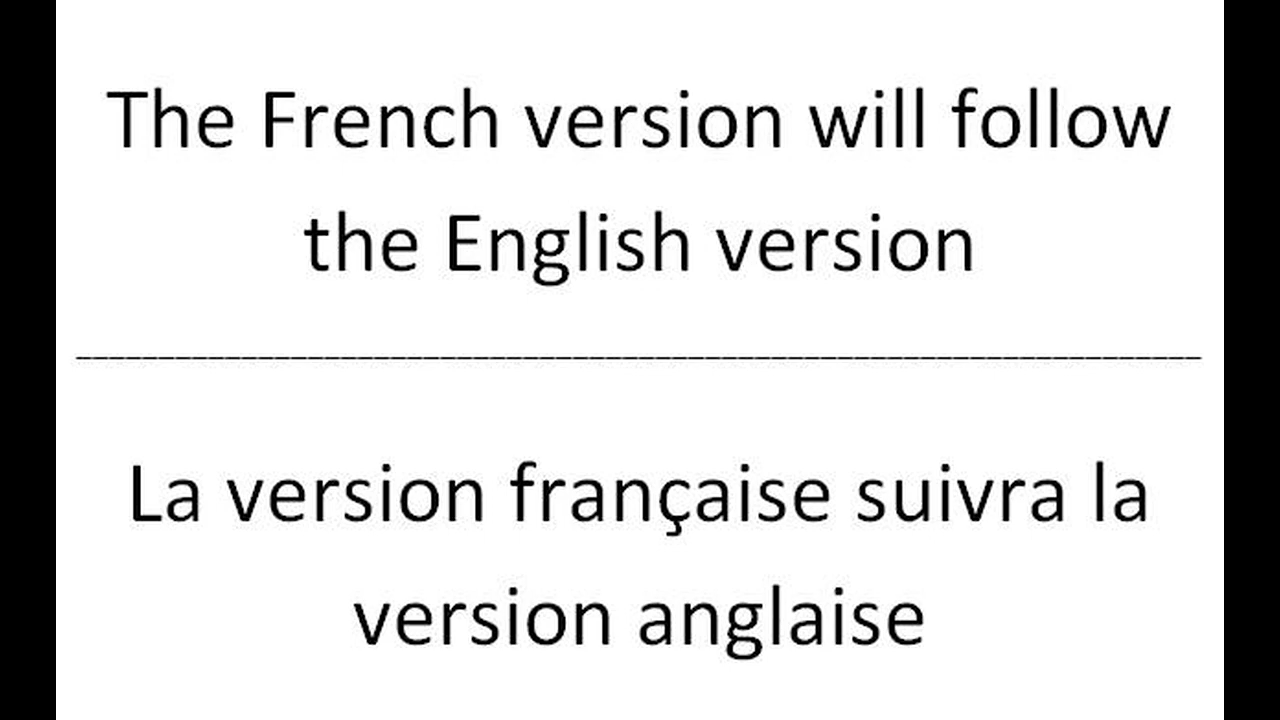 The French version will follow
the English version
La version française suivra la
version anglaise